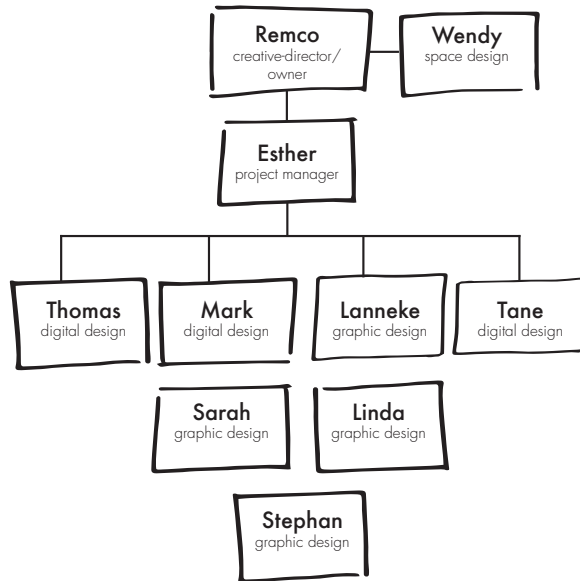 Remco
creative-director/
owner
Wendy
space design
Esther
project manager
Thomas
digital design
Mark
digital design
Lanneke
graphic design
Tane
digital design
Sarah
graphic design
Linda
graphic design
Stephan
graphic design